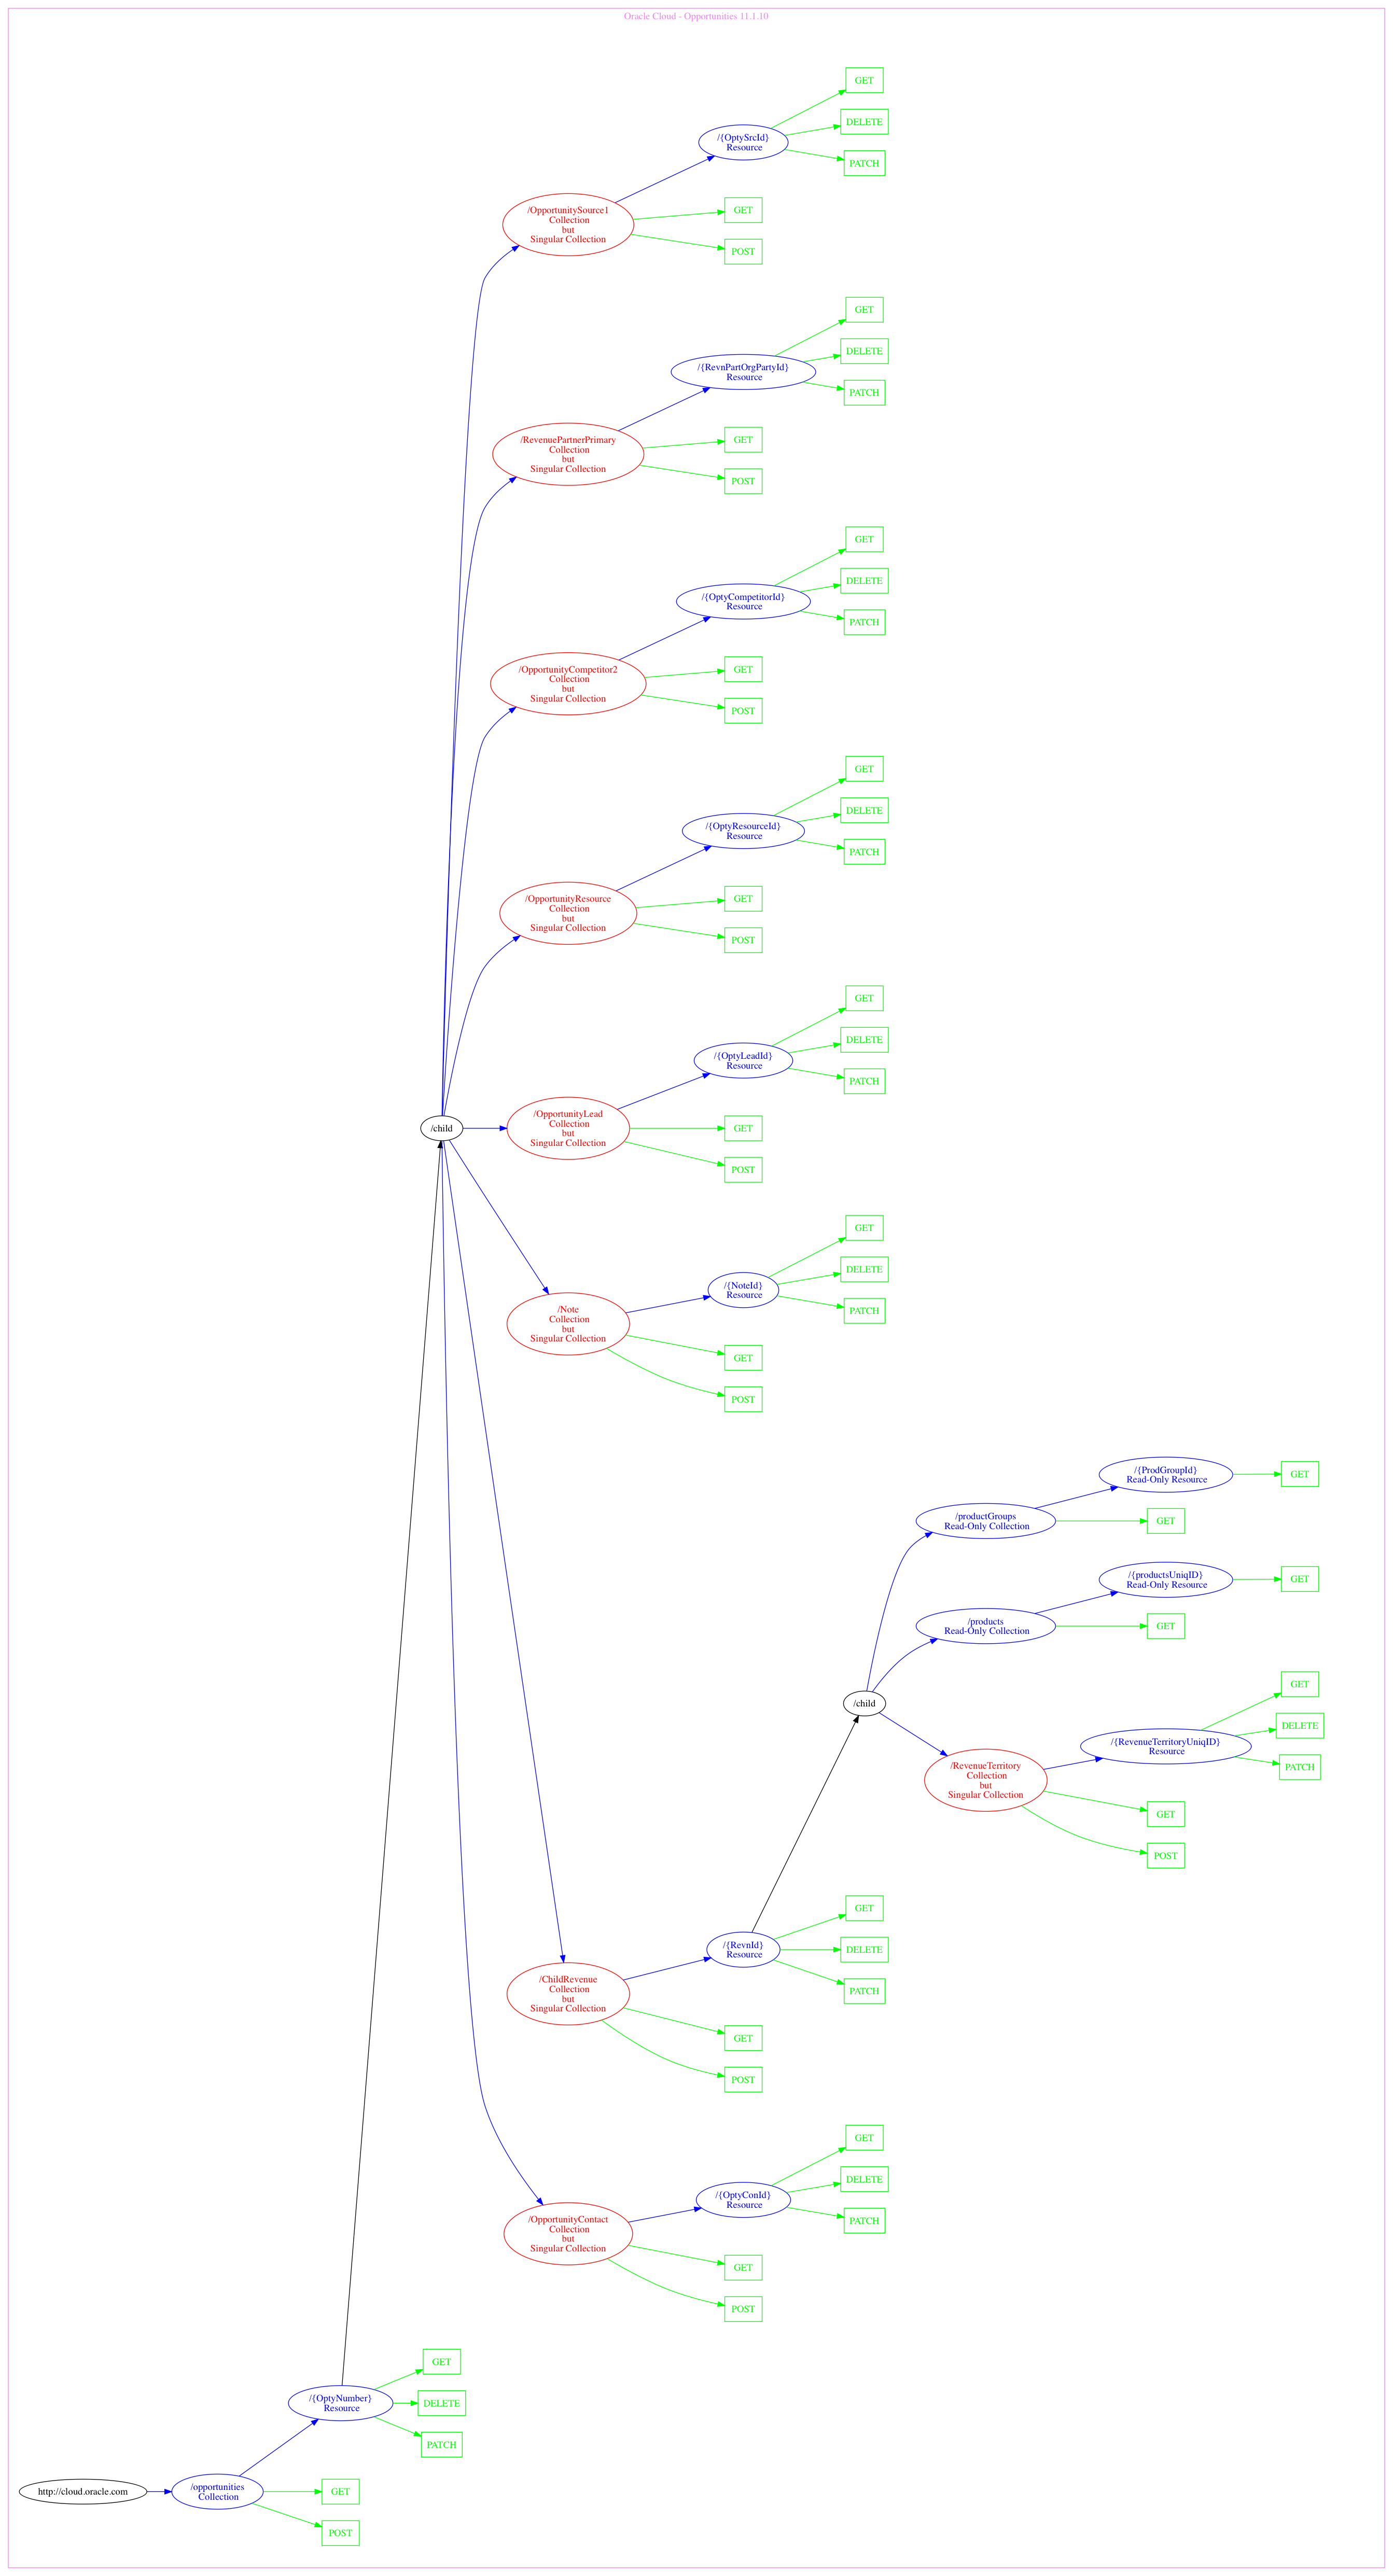 Oracle Cloud - Opportunities 11.1.10
GET
DELETE
PATCH
/{OptySrcId}
Resource
/OpportunitySource1
Collection
but
Singular Collection
GET
POST
GET
DELETE
PATCH
/{RevnPartOrgPartyId}
Resource
/RevenuePartnerPrimary
Collection
but
Singular Collection
GET
POST
GET
DELETE
PATCH
/{OptyCompetitorId}
Resource
/OpportunityCompetitor2
Collection
but
Singular Collection
GET
POST
GET
DELETE
PATCH
/{OptyResourceId}
Resource
/OpportunityResource
Collection
but
Singular Collection
GET
POST
GET
DELETE
PATCH
/{OptyLeadId}
Resource
/child
/OpportunityLead
Collection
but
Singular Collection
GET
POST
GET
DELETE
PATCH
/{NoteId}
Resource
/Note
Collection
but
Singular Collection
GET
POST
/{ProdGroupId}
Read-Only Resource
GET
/productGroups
Read-Only Collection
GET
/{productsUniqID}
Read-Only Resource
GET
/products
Read-Only Collection
GET
/child
GET
DELETE
PATCH
/{RevenueTerritoryUniqID}
Resource
/RevenueTerritory
Collection
but
Singular Collection
GET
POST
GET
DELETE
PATCH
/{RevnId}
Resource
/ChildRevenue
Collection
but
Singular Collection
GET
POST
GET
DELETE
PATCH
/{OptyConId}
Resource
/OpportunityContact
Collection
but
Singular Collection
GET
POST
GET
DELETE
PATCH
/{OptyNumber}
Resource
http://cloud.oracle.com
/opportunities
Collection
GET
POST